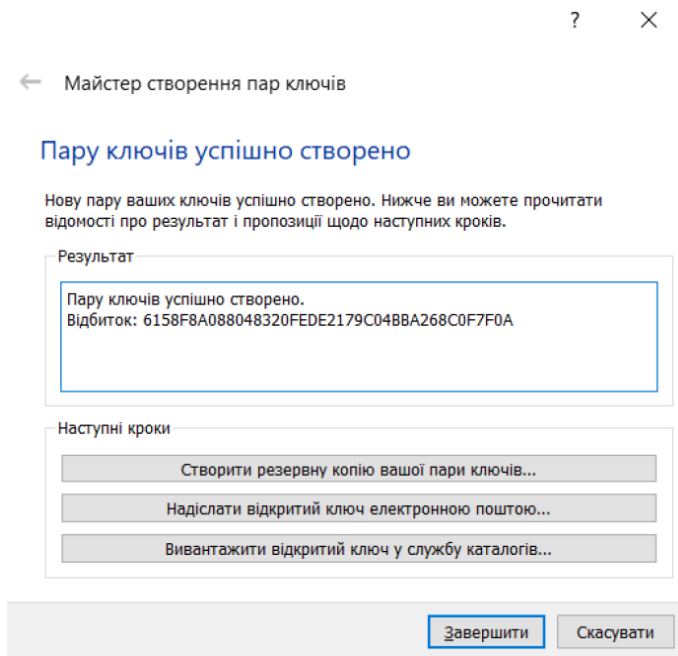 ?
Майстер створення пар ключів
Пару ключів успішно створено
Нову пару ваших ключів успішно створено. Нижче ви можете прочитати
відомості про результат і пропозиції щодо наступних кроків.
Результат
Пару ключів успішно створено.
Відбиток: 6158F8A088048320FEDE2179C04BBA268C0F7F0A
Наступні кроки
Створити резервну копію вашої пари ключів...
Надіслати відкритий ключ електронною поштою...
Вивантажити відкритий ключ у службу каталогів...
Завершити
Скасувати